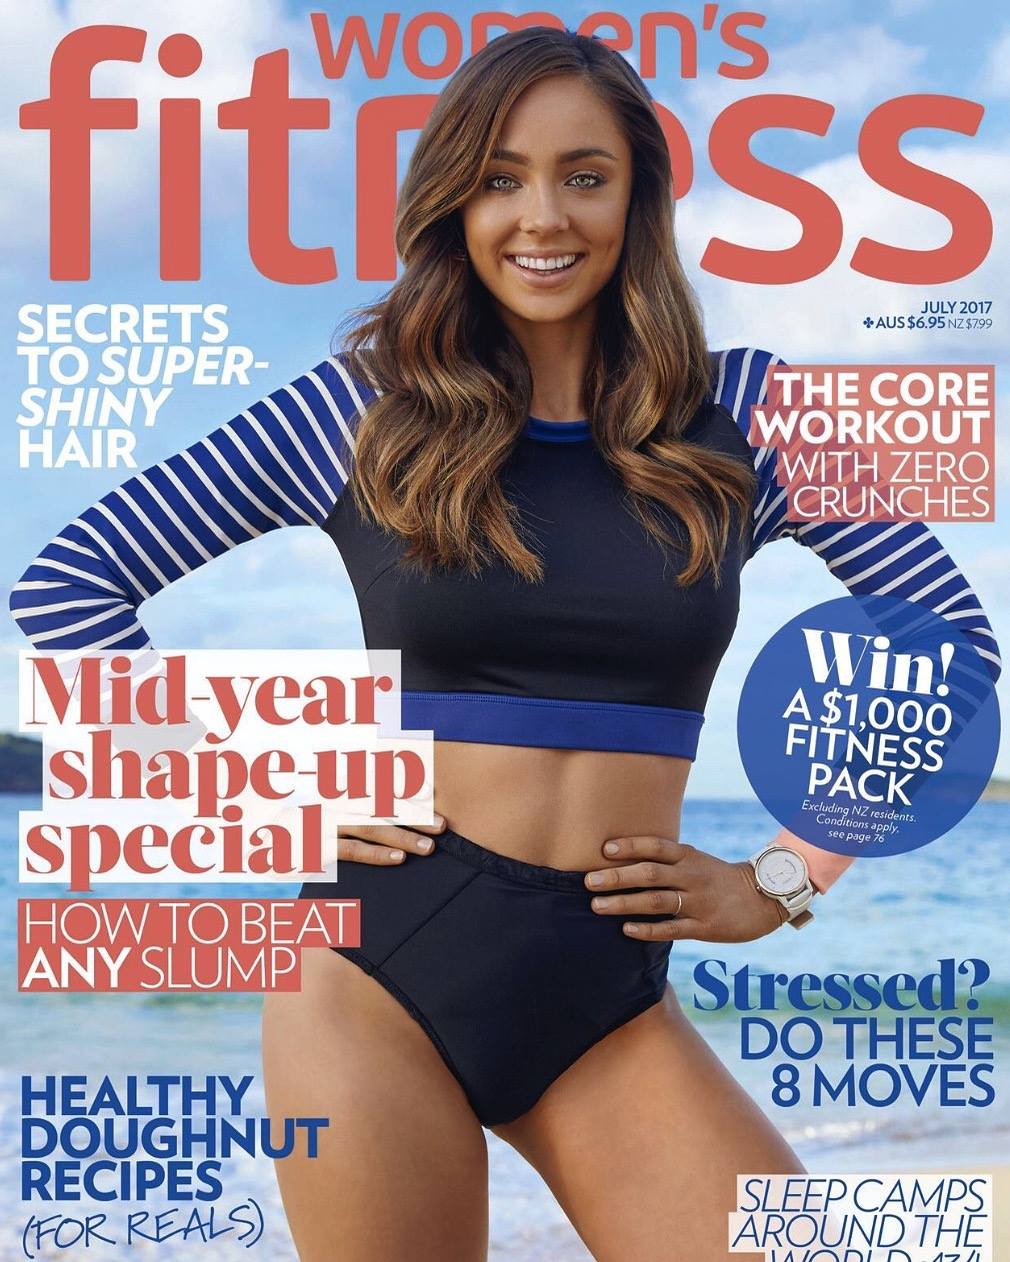 women's
fitness
JULY 2017
✤ AUS $6.95 NZ $7.99
SECRETS
TO SUPER-
SHINY
HAIR
THE CORE
WORKOUT
WITH ZERO
CRUNCHES
Mid-year
shape-up
special
HOW TO BEAT
ANY SLUMP
Win!
A $1,000
FITNESS
PACK
Excluding NZ residents.
Conditions apply,
see page 76
Stressed?
DO THESE
8 MOVES
HEALTHY
DOUGHNUT
RECIPES
(FOR REALS)
SLEEP CAMPS
AROUND THE
WORLD